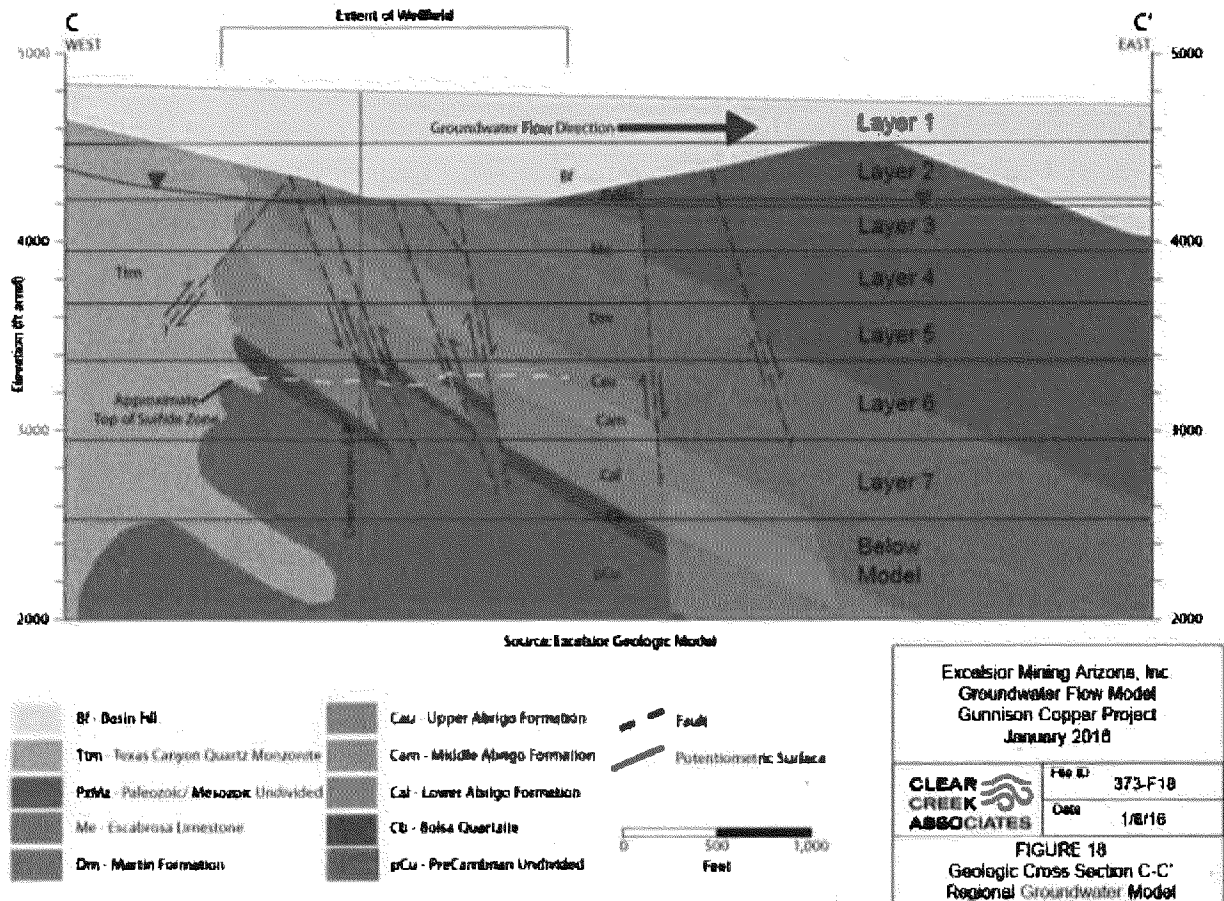 C
C'
Extent of Wellfield
WEST
EAST
5000
5000
Groundwater Flow Direction
Layer 1
Bf
Layer 2
Layer 3
4000
4000
Ttm
Me
Layer 4
Dm
Layer 5
Elevation (ft amsl)
Cau
Approximate
Top of Sulfide Zone
Cam
Layer 6
3000
3000
Cal
Layer 7
Below
Model
pCu
2000
2000
Source: Excelsior Geologic Model
Bf - Basin Fill
Ttm - Texas Canyon Quartz Monzonite
PzMz - Paleozoic/ Mesozoic Undivided
Me - Escabrosa Limestone
Dm - Martin Formation
Cau - Upper Abrigo Formation
Cam - Middle Abrigo Formation
Cal - Lower Abrigo Formation
Cb - Bolsa Quartzite
pCu - PreCambrian Undivided
Fault
Potentiometric Surface
0 500 1,000
Feet
Excelsior Mining Arizona, Inc.
Groundwater Flow Model
Gunnison Copper Project
January 2016
CLEAR
CREEK
ASSOCIATES
File ID
373-F18
Date
1/6/16
FIGURE 18
Geologic Cross Section C-C'
Regional Groundwater Model